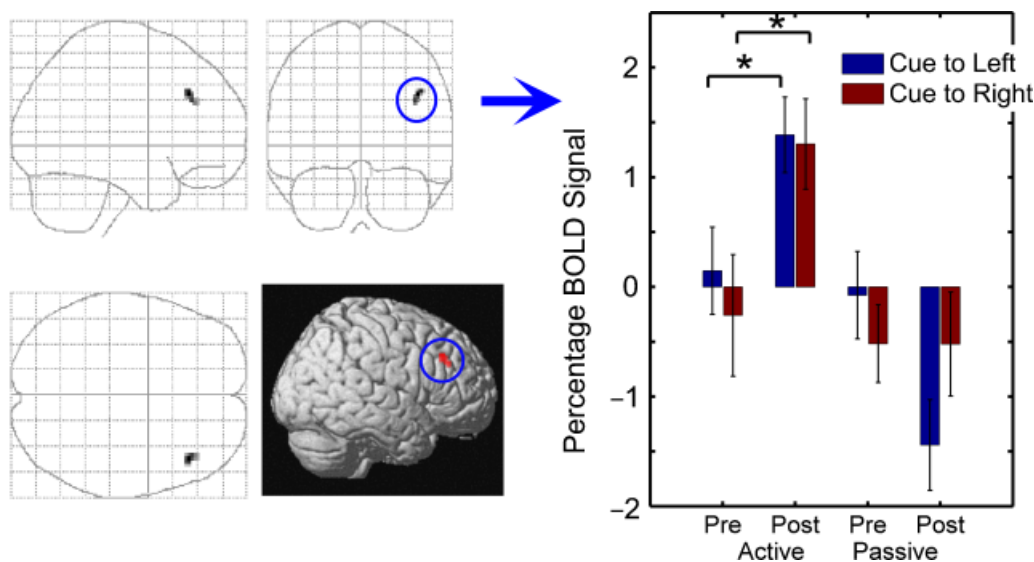 *
*
2
1
0
−1
−2
Percentage BOLD Signal
Cue to Left
Cue to Right
Pre Post Pre Post
Active Passive